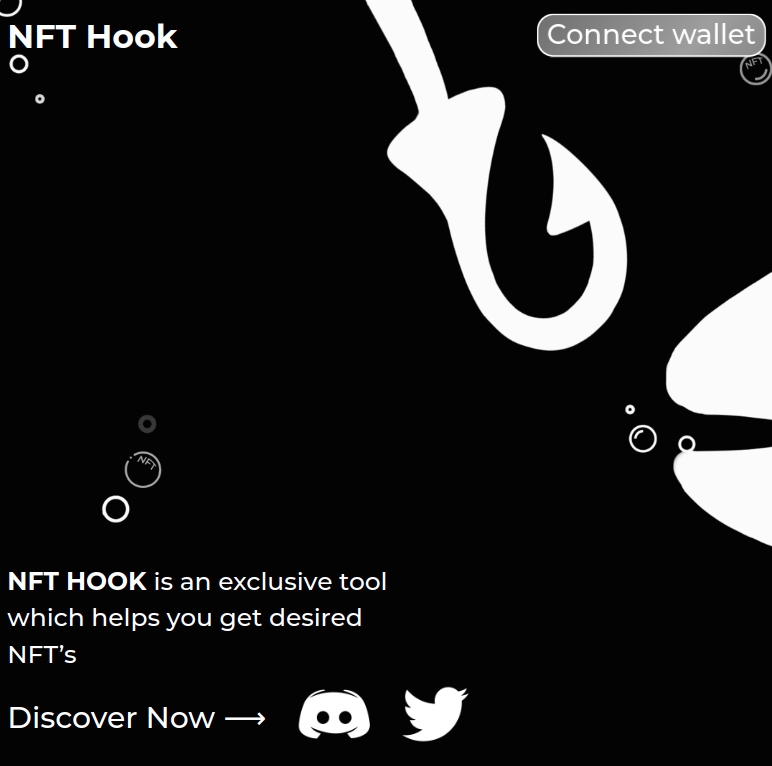 NFT Hook
Connect wallet
NFT
NFT
NFT HOOK is an exclusive tool
which helps you get desired
NFT’s
Discover Now ⟶